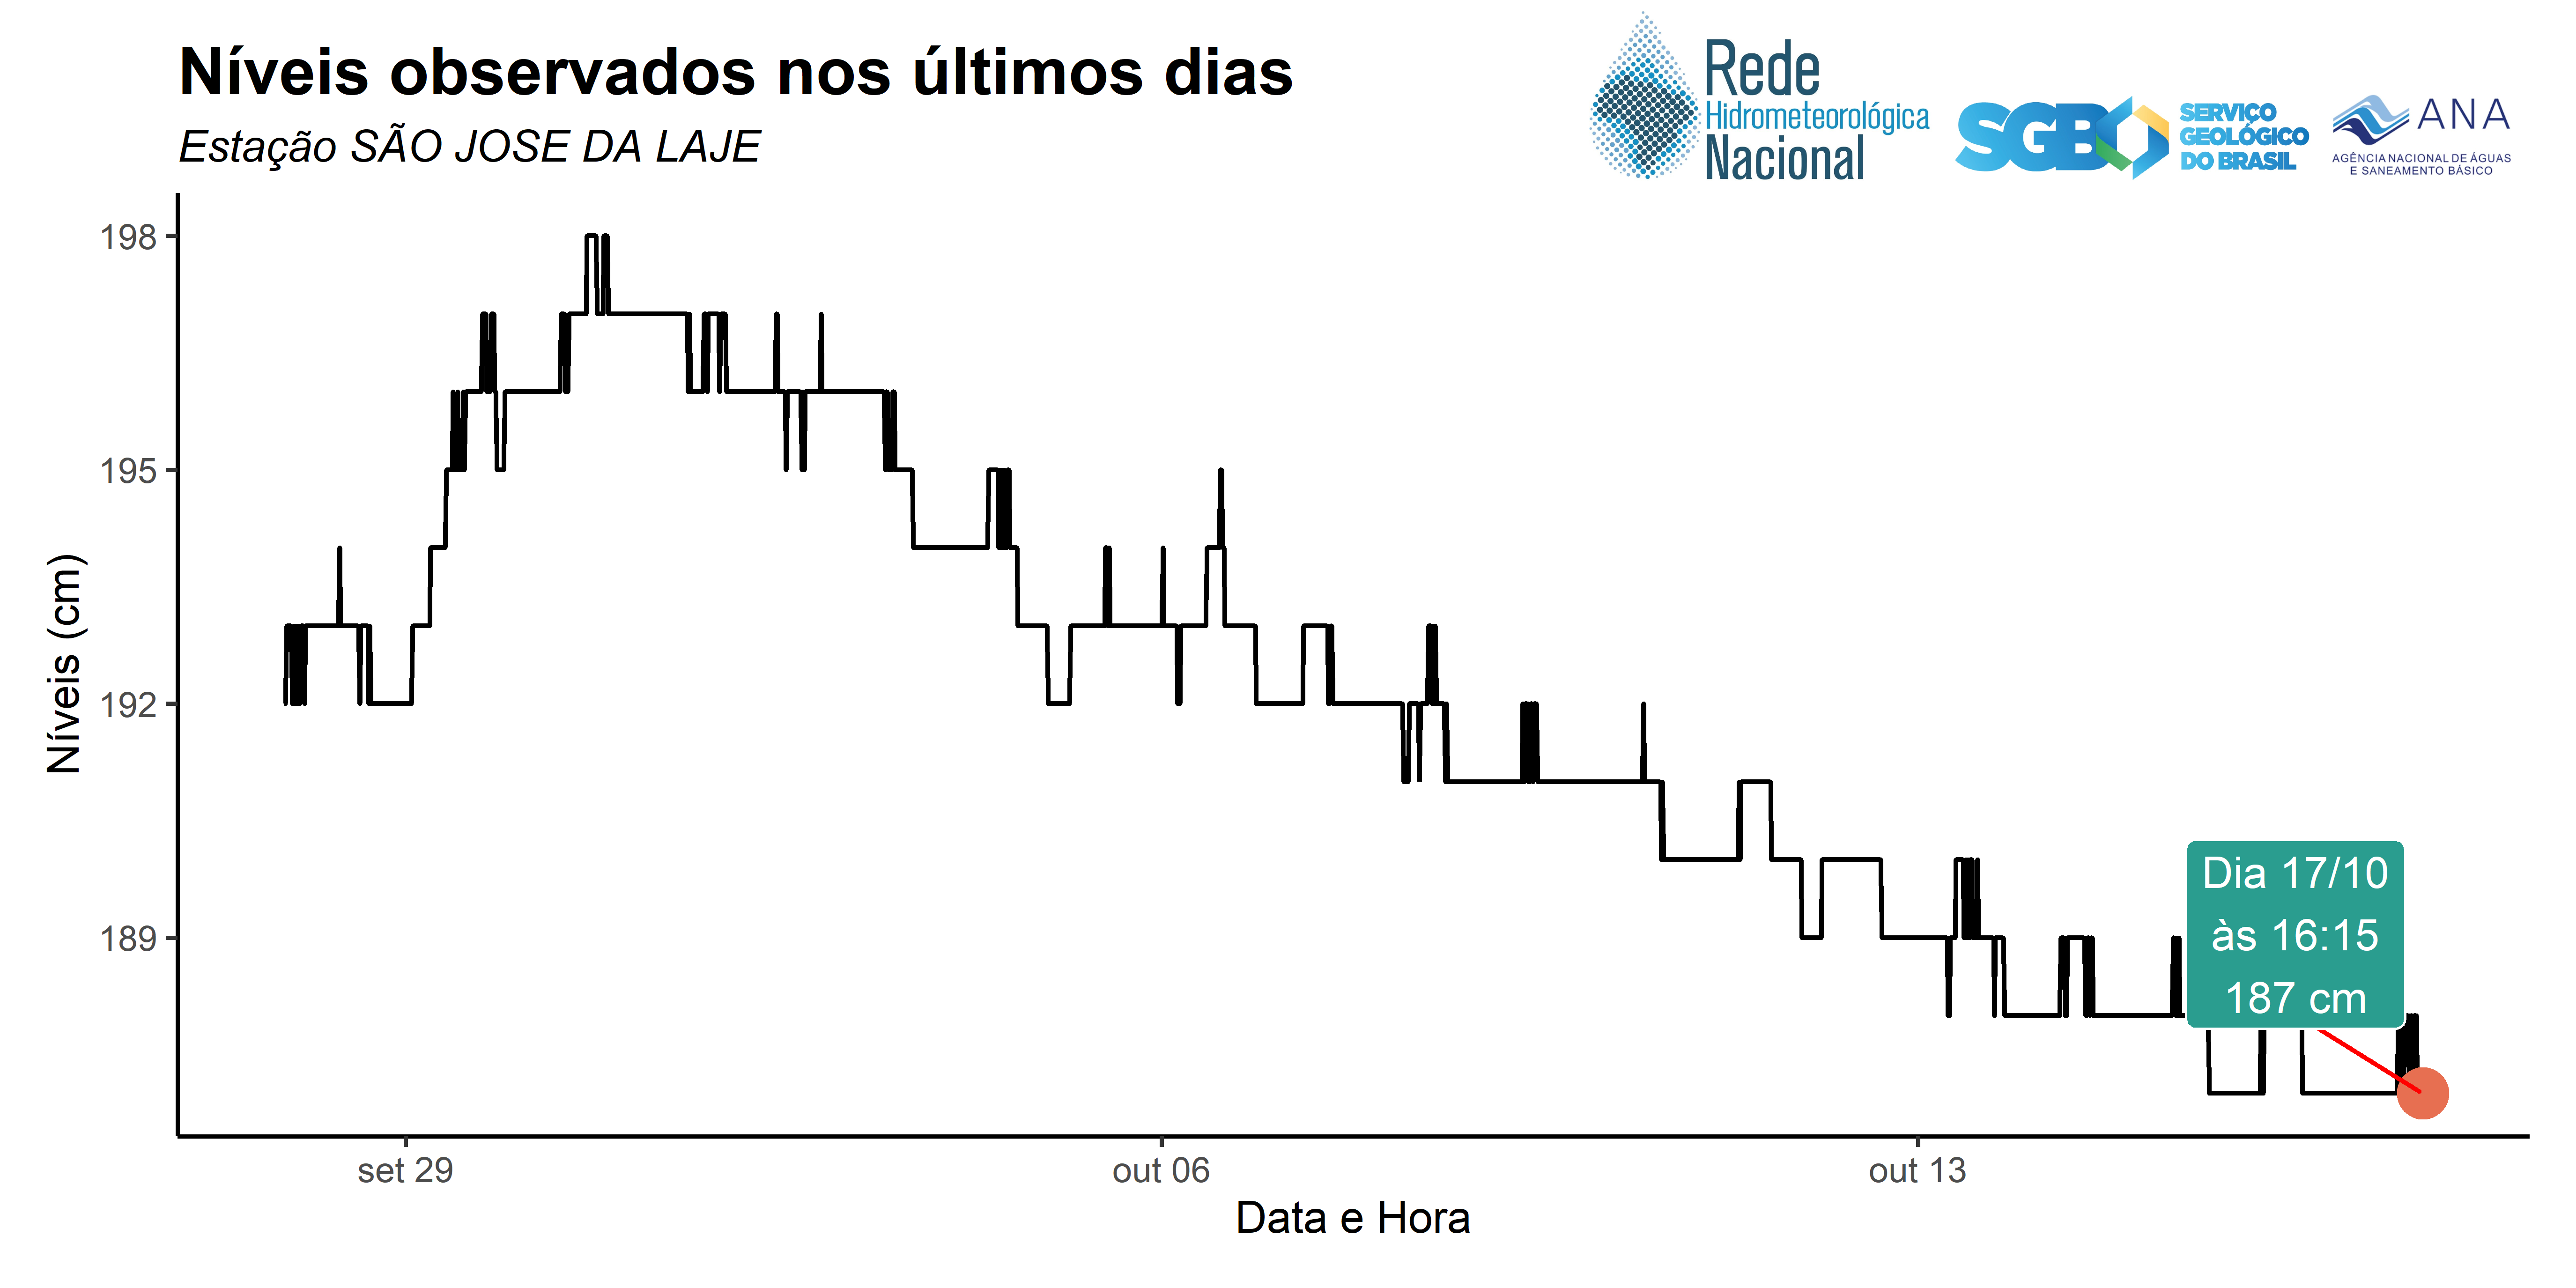 Níveis observados nos últimos dias
Estação SÃO JOSE DA LAJE
Rede
Hidrometeorológica
Nacional
SGB
SERVIÇO
GEOLÓGICO
DO BRASIL
ANA
AGÊNCIA NACIONAL DE ÁGUAS
E SANEAMENTO BÁSICO
Níveis (cm)
198
195
192
189
Dia 17/10
às 16:15
187 cm
set 29
out 06
out 13
Data e Hora